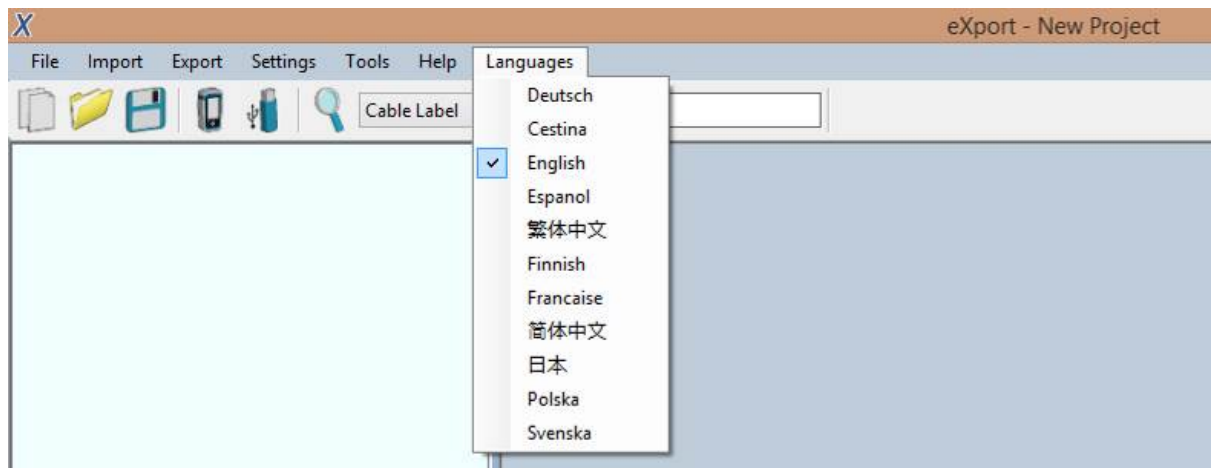 X eXport - New Project
File Import Export Settings Tools Help Languages
Cable Label
Deutsch
Cestina
English
Espanol
繁体中文
Finnish
Francaise
简体中文
日本
Polska
Svenska